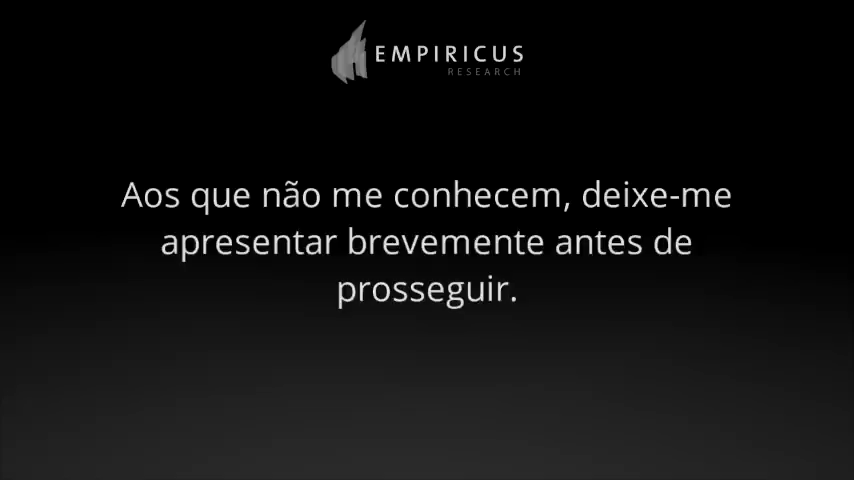 EMPIRICUS
RESEARCH
Aos que não me conhecem, deixe-me
apresentar brevemente antes de
prosseguir.